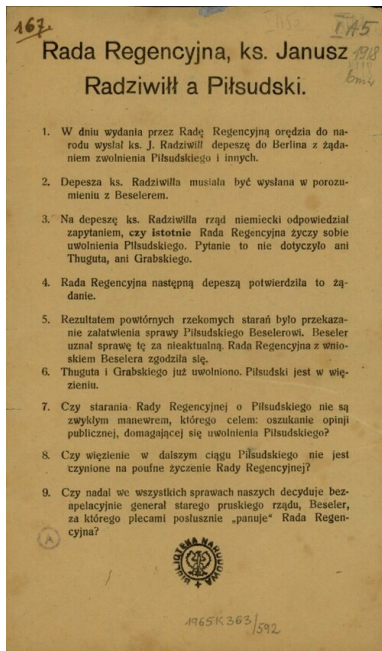 167.
I A5
1918
Rada Regencyjna, ks. Janusz
Radziwiłł a Piłsudski.
1. W dniu wydania przez Radę Regencyjną orędzia do na-
rodu wysłał ks. J. Radziwiłł depeszę do Berlina z żąda-
niem zwolnienia Piłsudskiego i innych.
2. Depesza ks. Radziwiłła musiała być wysłana w porozu-
mieniu z Beselerem.
3. Na depeszę ks. Radziwiłła rząd niemiecki odpowiedział
zapytaniem, czy istotnie Rada Regencyjna życzy sobie
uwolnienia Piłsudskiego. Pytanie to nie dotyczyło ani
Thuguta, ani Grabskiego.
4. Rada Regencyjna następną depeszą potwierdziła to żą-
danie.
5. Rezultatem powtórnych rzekomych starań było przekaza-
nie załatwienia sprawy Piłsudskiego Beselerowi. Beseler
uznał sprawę tę za nieaktualną. Rada Regencyjna z wnio-
skiem Beselera zgodziła się.
6. Thuguta i Grabskiego już uwolniono. Piłsudski jest w wię-
zieniu.
7. Czy starania Rady Regencyjnej o Piłsudskiego nie są
zwykłym manewrem, którego celem: oszukanie opinji
publicznej, domagającej się uwolnienia Piłsudskiego?
8. Czy więzienie w dalszym ciągu Piłsudskiego nie jest
czynione na poufne życzenie Rady Regencyjnej?
9. Czy nadal we wszystkich sprawach naszych decyduje bez-
apelacyjnie generał starego pruskiego rządu, Beseler,
za którego plecami posłusznie „panuje" Rada Regen-
cyjna?
A
BIBLIOTEKA NARODOWA
1965 K 363/592